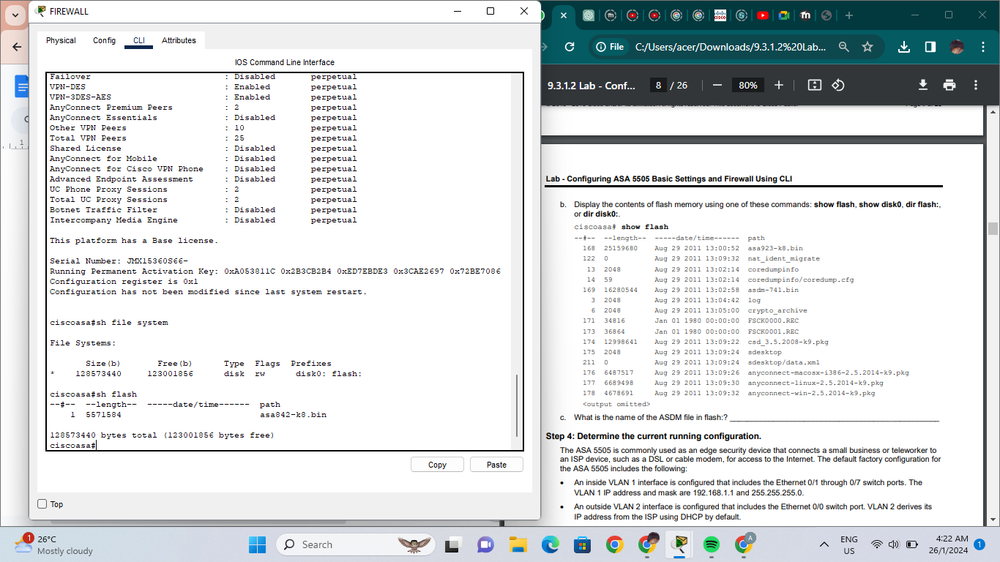 FIREWALL
Physical Config CLI Attributes
IOS Command Line Interface
Failover : Disabled perpetual
VPN-DES : Enabled perpetual
VPN-3DES-AES : Enabled perpetual
AnyConnect Premium Peers : 2 perpetual
AnyConnect Essentials : Disabled perpetual
Other VPN Peers : 10 perpetual
Total VPN Peers : 25 perpetual
Shared License : Disabled perpetual
AnyConnect for Mobile : Disabled perpetual
AnyConnect for Cisco VPN Phone : Disabled perpetual
Advanced Endpoint Assessment : Disabled perpetual
UC Phone Proxy Sessions : 2 perpetual
Total UC Proxy Sessions : 2 perpetual
Botnet Traffic Filter : Disabled perpetual
Intercompany Media Engine : Disabled perpetual
This platform has a Base license.
Serial Number: JMX15360S66-
Running Permanent Activation Key: 0xA053811C 0x2B3CB2B4 0xED7EBDE3 0x3CAE2697 0x72BE7086
Configuration register is 0x1
Configuration has not been modified since last system restart.
ciscoasa#sh file system
File Systems:
Size(b) Free(b) Type Flags Prefixes
* 128573440 123001856 disk rw disk0: flash:
ciscoasa#sh flash
--#-- --length-- -----date/time------ path
1 5571584 asa842-k8.bin
128573440 bytes total (123001856 bytes free)
ciscoasa#
Copy Paste
Top
File C:/Users/acer/Downloads/9.3.1.2%20Lab...
9.3.1.2 Lab - Conf... 8 / 26 80%
Lab - Configuring ASA 5505 Basic Settings and Firewall Using CLI
b. Display the contents of flash memory using one of these commands: show flash, show disk0, dir flash:,
or dir disk0:.
ciscoasa# show flash
--#-- --length-- -----date/time------ path
168 25159680 Aug 29 2011 13:00:52 asa923-k8.bin
122 0 Aug 29 2011 13:09:32 nat_ident_migrate
13 2048 Aug 29 2011 13:02:14 coredumpinfo
14 59 Aug 29 2011 13:02:14 coredumpinfo/coredump.cfg
169 16280544 Aug 29 2011 13:02:58 asdm-741.bin
3 2048 Aug 29 2011 13:04:42 log
6 2048 Aug 29 2011 13:05:00 crypto_archive
171 34816 Jan 01 1980 00:00:00 FSCK0000.REC
173 36864 Jan 01 1980 00:00:00 FSCK0001.REC
174 12998641 Aug 29 2011 13:09:22 csd_3.5.2008-k9.pkg
175 2048 Aug 29 2011 13:09:24 sdesktop
211 0 Aug 29 2011 13:09:24 sdesktop/data.xml
176 6487517 Aug 29 2011 13:09:26 anyconnect-macosx-i386-2.5.2014-k9.pkg
177 6689498 Aug 29 2011 13:09:30 anyconnect-linux-2.5.2014-k9.pkg
178 4678691 Aug 29 2011 13:09:32 anyconnect-win-2.5.2014-k9.pkg
<output omitted>
c. What is the name of the ASDM file in flash:?
Step 4: Determine the current running configuration.
The ASA 5505 is commonly used as an edge security device that connects a small business or teleworker to
an ISP device, such as a DSL or cable modem, for access to the Internet. The default factory configuration for
the ASA 5505 includes the following:
• An inside VLAN 1 interface is configured that includes the Ethernet 0/1 through 0/7 switch ports. The
VLAN 1 IP address and mask are 192.168.1.1 and 255.255.255.0.
• An outside VLAN 2 interface is configured that includes the Ethernet 0/0 switch port. VLAN 2 derives its
IP address from the ISP using DHCP by default.
1
26°C
Mostly cloudy
Search
ENG
US
4:22 AM
26/1/2024
1